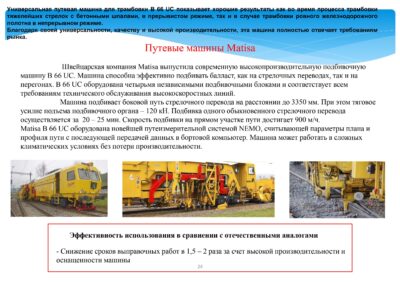 Универсальная путевая машина для трамбовки В 66 UC показывает хорошие результаты как во время процесса трамбовки
тяжелейших стрелок с бетонными шпалами, в прерывистом режиме, так и в случае трамбовки ровного железнодорожного
полотна в непрерывном режиме.
Благодаря своей универсальности, качеству и высокой производительности, эта машина полностью отвечает требованиям
рынка.
Путевые машины Matisa
Швейцарская компания Matisa выпустила современную высокопроизводительную подбивочную
машину В 66 UC. Машина способна эффективно подбивать балласт, как на стрелочных переводах, так и на
перегонах. В 66 UC оборудована четырьмя независимыми подбивочными блоками и соответствует всем
требованиям технического обслуживания высокоскоростных линий.
Машина подбивает боковой путь стрелочного перевода на расстоянии до 3350 мм. При этом тяговое
усилие подъема подбивочного органа – 120 кН. Подбивка одного обыкновенного стрелочного перевода
осуществляется за 20 – 25 мин. Скорость подбивки на прямом участке пути достигает 900 м/ч.
Matisa В 66 UC оборудована новейшей путеизмерительной системой NEMO, считывающей параметры плана и
профиля пути с последующей передачей данных в бортовой компьютер. Машина может работать в сложных
климатических условиях без потери производительности.
Эффективность использования в сравнении с отечественными аналогами
- Снижение сроков выправочных работ в 1,5 – 2 раза за счет высокой производительности и
оснащенности машины